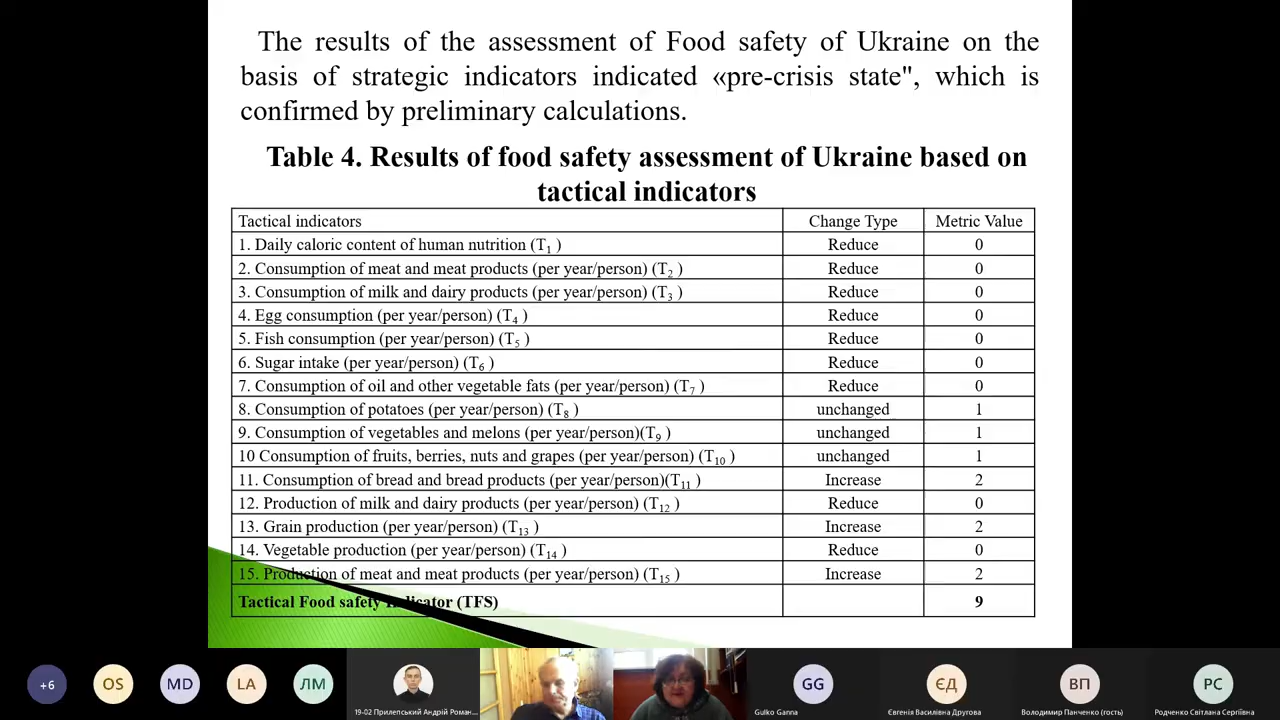 The results of the assessment of Food safety of Ukraine on the
basis of strategic indicators indicated «pre-crisis state", which is
confirmed by preliminary calculations.
Table 4. Results of food safety assessment of Ukraine based on
tactical indicators
Tactical indicators Change Type Metric Value
1. Daily caloric content of human nutrition (T1 ) Reduce 0
2. Consumption of meat and meat products (per year/person) (T2 ) Reduce 0
3. Consumption of milk and dairy products (per year/person) (T3 ) Reduce 0
4. Egg consumption (per year/person) (T4 ) Reduce 0
5. Fish consumption (per year/person) (T5 ) Reduce 0
6. Sugar intake (per year/person) (T6 ) Reduce 0
7. Consumption of oil and other vegetable fats (per year/person) (T7 ) Reduce 0
8. Consumption of potatoes (per year/person) (T8 ) unchanged 1
9. Consumption of vegetables and melons (per year/person)(T9 ) unchanged 1
10 Consumption of fruits, berries, nuts and grapes (per year/person) (T10 ) unchanged 1
11. Consumption of bread and bread products (per year/person)(T11 ) Increase 2
12. Production of milk and dairy products (per year/person) (T12 ) Reduce 0
13. Grain production (per year/person) (T13 ) Increase 2
14. Vegetable production (per year/person) (T14 ) Reduce 0
15. Production of meat and meat products (per year/person) (T15 ) Increase 2
Tactical Food safety Indicator (TFS) 9
+6 OS MD LA ЛМ GG ЄД ВП РС
19-02 Прилепський Андрій Роман... Gulko Ganna Євгенія Василівна Другова Володимир Панченко (гость) Родченко Світлана Сергіївна